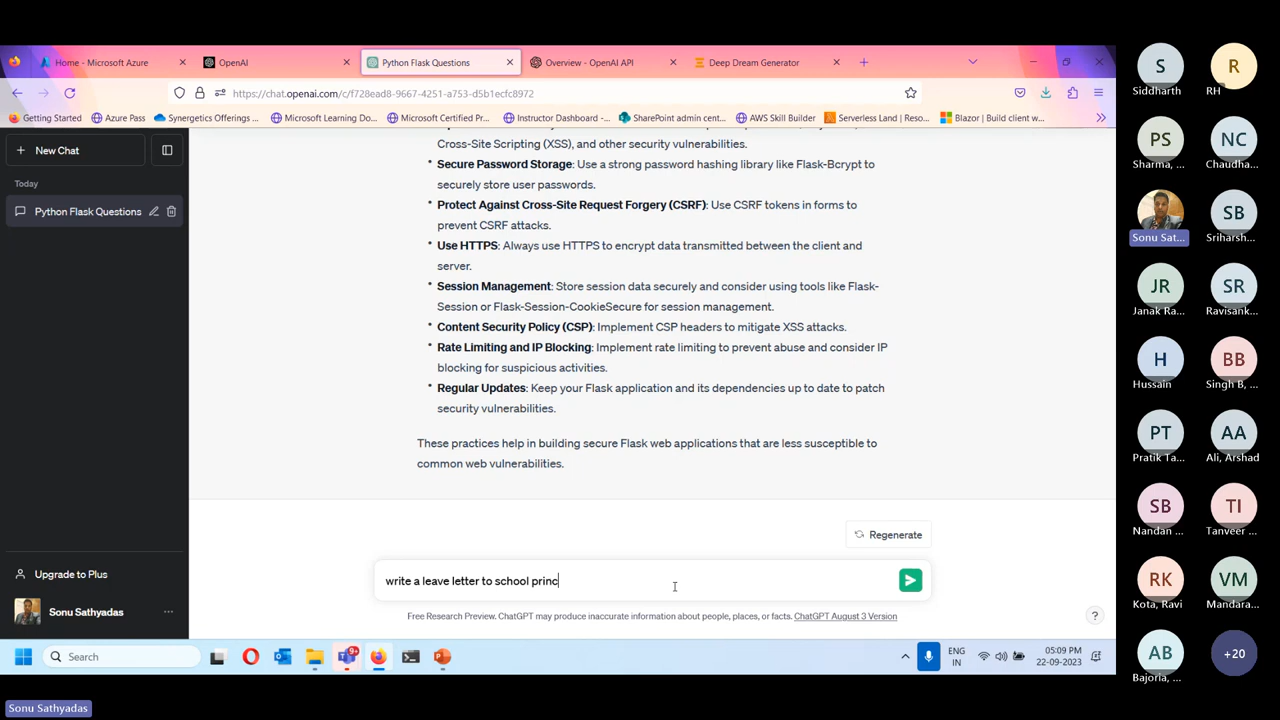 Home - Microsoft Azure
OpenAI
Python Flask Questions
Overview - OpenAI API
Deep Dream Generator
https://chat.openai.com/c/f728ead8-9667-4251-a753-d5b1ecfc8972
Getting Started
Azure Pass
Synergetics Offerings ...
Microsoft Learning Do...
Microsoft Certified Pr...
Instructor Dashboard -...
SharePoint admin cent...
AWS Skill Builder
Serverless Land | Reso...
Blazor | Build client w...
New Chat
Today
Python Flask Questions
Cross-Site Scripting (XSS), and other security vulnerabilities.
• Secure Password Storage: Use a strong password hashing library like Flask-Bcrypt to
securely store user passwords.
• Protect Against Cross-Site Request Forgery (CSRF): Use CSRF tokens in forms to
prevent CSRF attacks.
• Use HTTPS: Always use HTTPS to encrypt data transmitted between the client and
server.
• Session Management: Store session data securely and consider using tools like Flask-
Session or Flask-Session-CookieSecure for session management.
• Content Security Policy (CSP): Implement CSP headers to mitigate XSS attacks.
• Rate Limiting and IP Blocking: Implement rate limiting to prevent abuse and consider IP
blocking for suspicious activities.
• Regular Updates: Keep your Flask application and its dependencies up to date to patch
security vulnerabilities.
These practices help in building secure Flask web applications that are less susceptible to
common web vulnerabilities.
Regenerate
write a leave letter to school princ
Free Research Preview. ChatGPT may produce inaccurate information about people, places, or facts. ChatGPT August 3 Version
?
Upgrade to Plus
Sonu Sathyadas
Search
9+
ENG
IN
05:09 PM
22-09-2023
S
Siddharth
R
RH
PS
Sharma, ...
NC
Chaudha...
Sonu Sat...
SB
Sriharsh...
JR
Janak Ra...
SR
Ravisank...
H
Hussain
BB
Singh B, ...
PT
Pratik Ta...
AA
Ali, Arshad
SB
Nandan ...
TI
Tanveer ...
RK
Kota, Ravi
VM
Mandara...
AB
Bajoria, ...
+20
Sonu Sathyadas